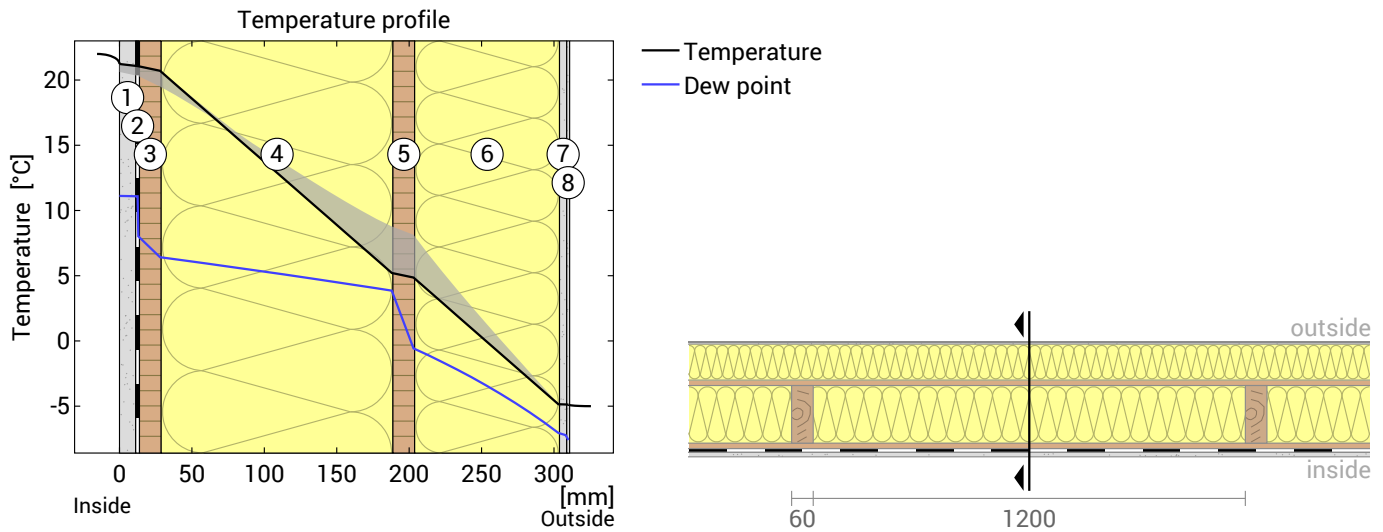 Temperature profile
Temperature [°C]
20
15
10
5
0
-5
1
2
3
4
5
6
7
8
0 50 100 150 200 250 300
[mm]
Inside
Outside
Temperature
Dew point
outside
inside
60
1200